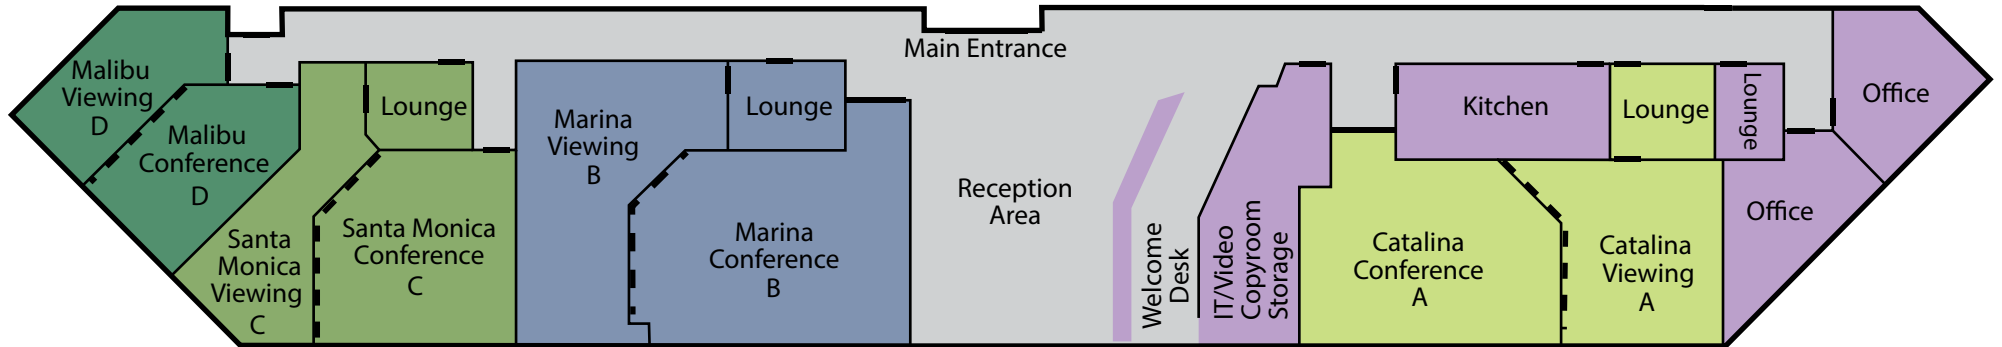 Malibu
Viewing
D
Malibu
Conference
D
Santa
Monica
Viewing
C
Lounge
Santa Monica
Conference
C
Marina
Viewing
B
Lounge
Marina
Conference
B
Main Entrance
Reception
Area
Welcome
Desk
IT/Video
Copyroom
Storage
Catalina
Conference
A
Kitchen
Lounge
Lounge
Catalina
Viewing
A
Office
Office